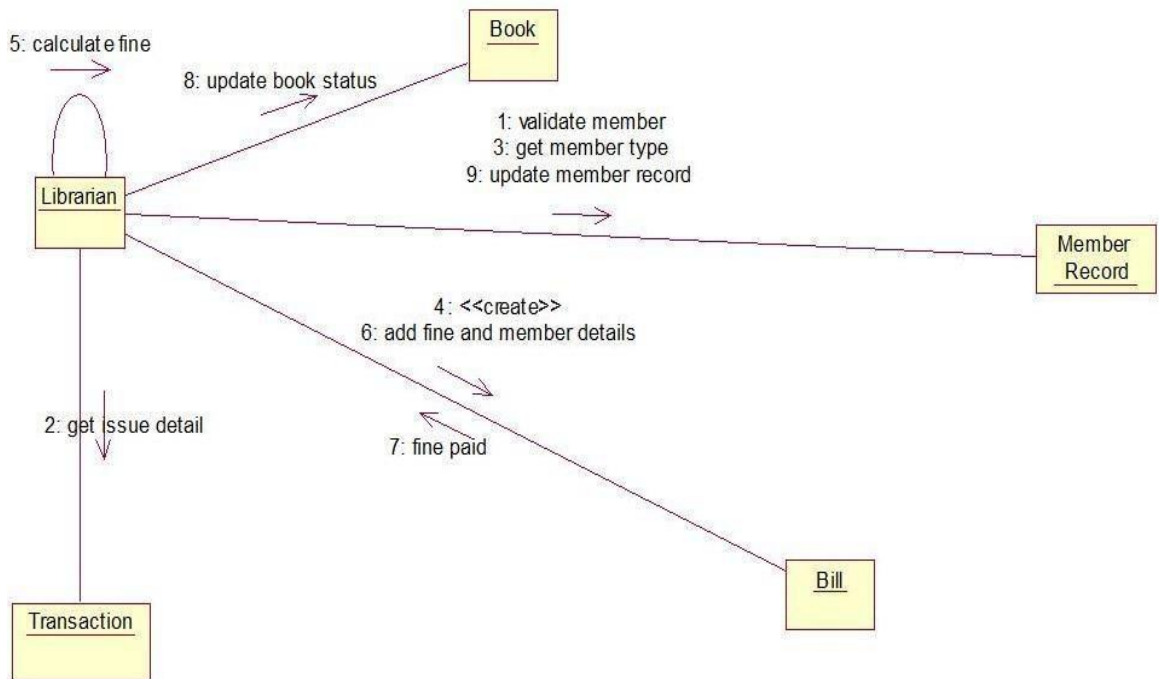 Book
5: calculate fine
8: update book status
1: validate member
3: get member type
9: update member record
Librarian
Member
Record
4: <<create>>
6: add fine and member details
2: get issue detail
7: fine paid
Bill
Transaction